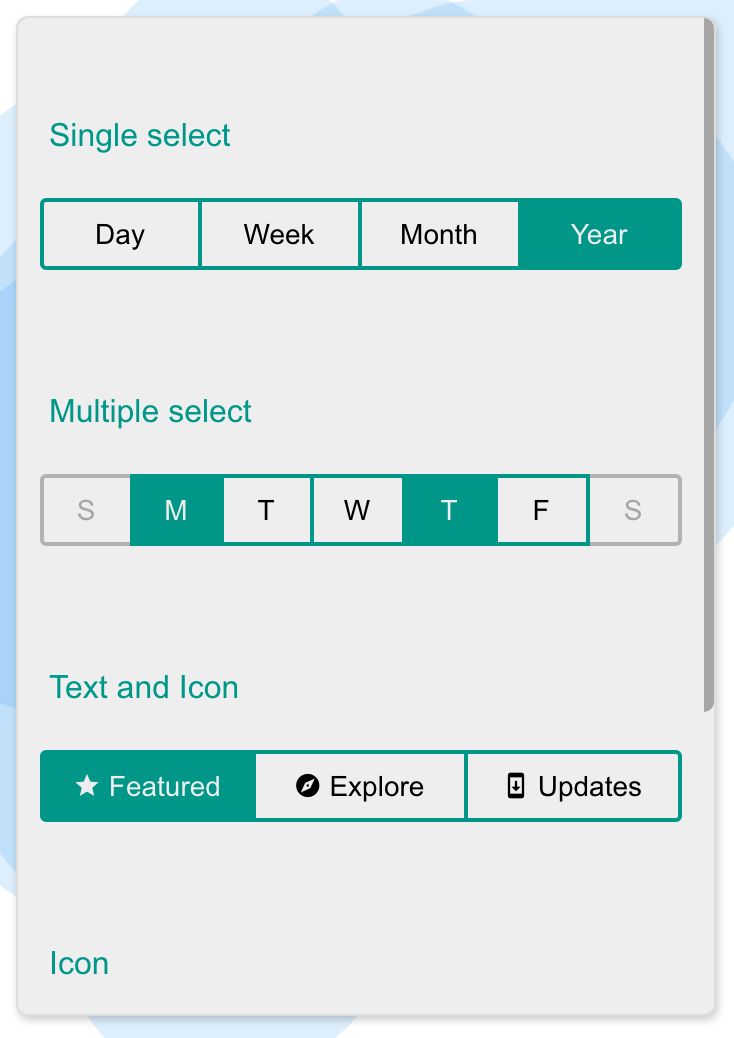 Single select
Day Week Month Year
Multiple select
S M T W T F S
Text and Icon
Featured Explore Updates
Icon